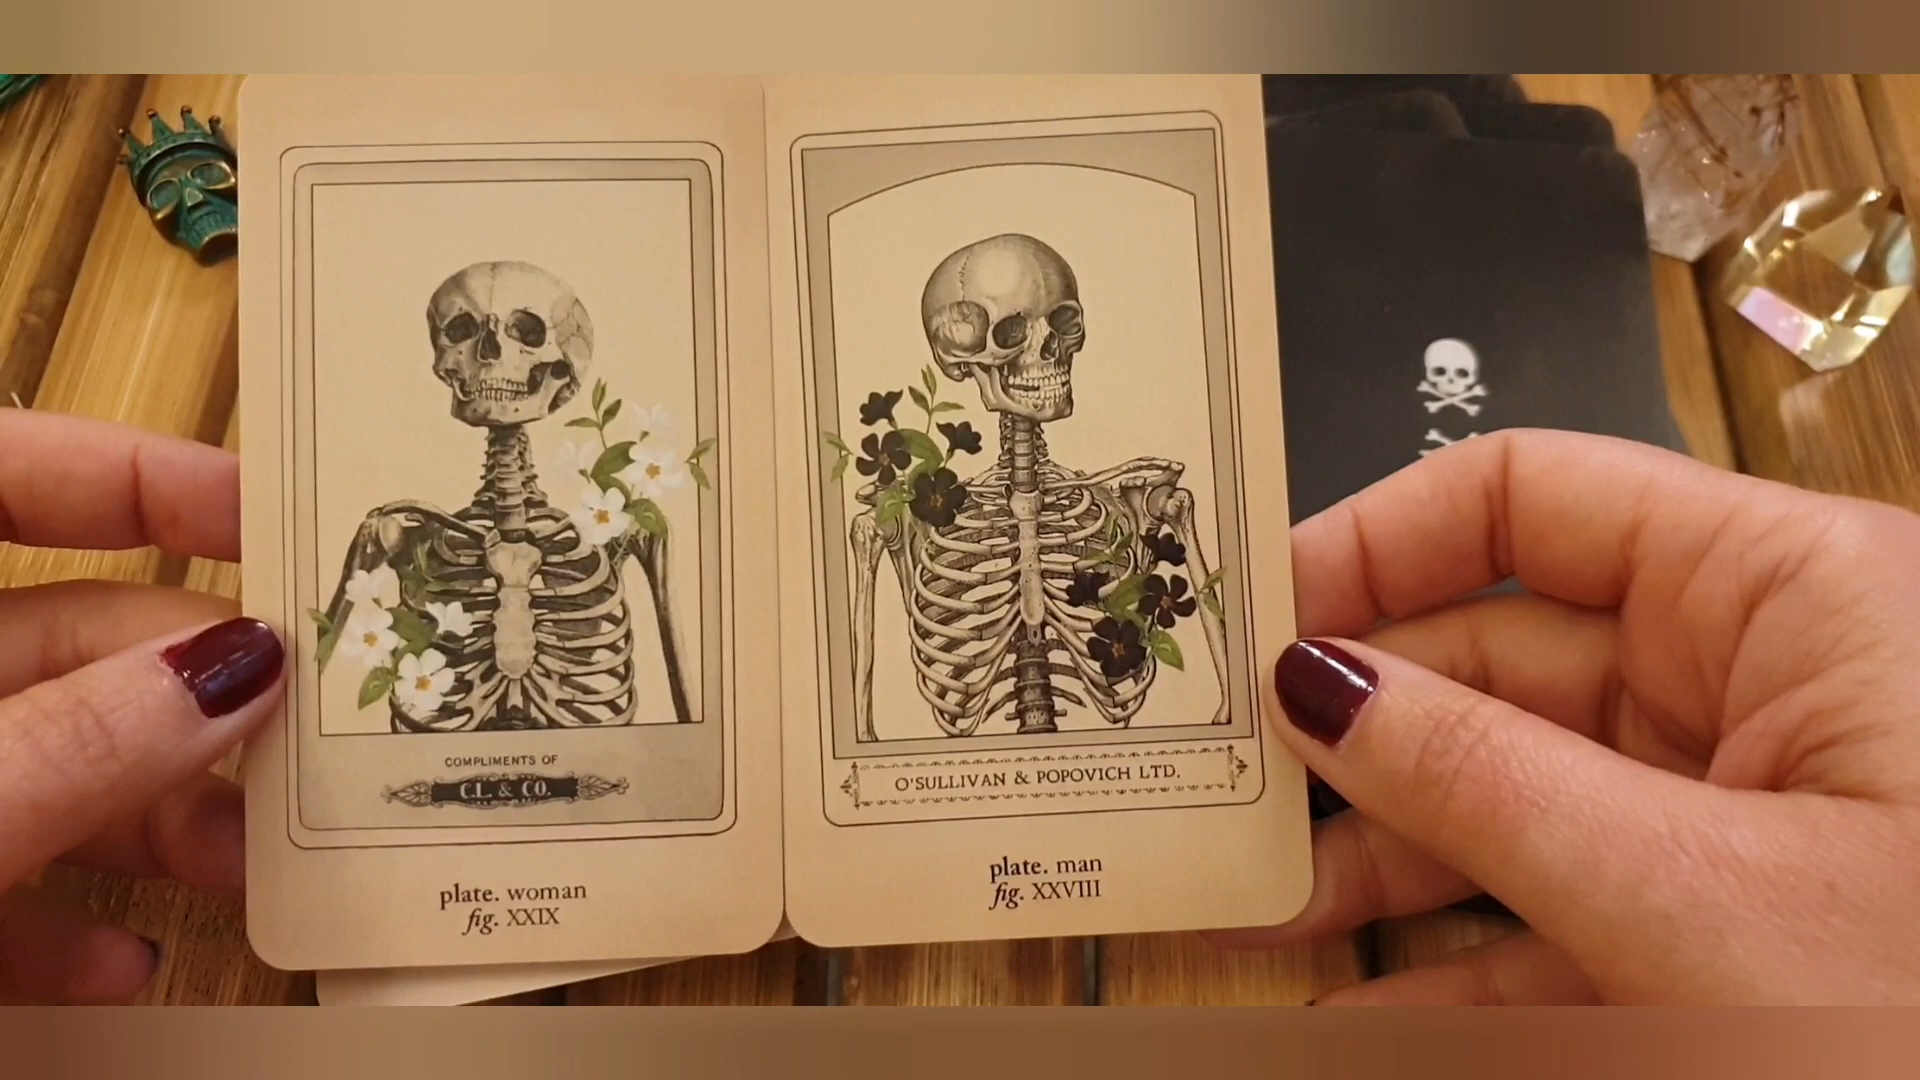 COMPLIMENTS OF
C.L. & CO.
plate. woman
fig. XXIX
O'SULLIVAN & POPOVICH LTD.
plate. man
fig. XXVIII